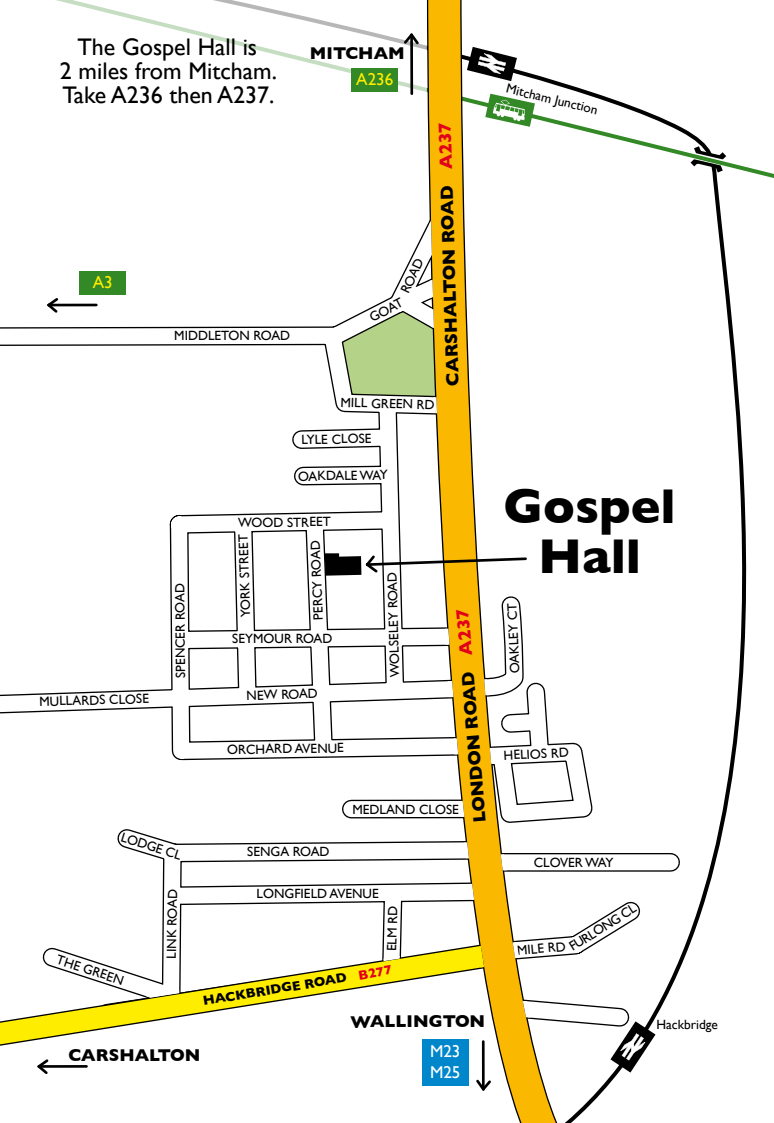 The Gospel Hall is
2 miles from Mitcham.
Take A236 then A237.
MITCHAM
A236
Mitcham Junction
A237
CARSHALTON ROAD
A3
GOAT ROAD
MIDDLETON ROAD
MILL GREEN RD
LYLE CLOSE
OAKDALE WAY
Gospel
Hall
WOOD STREET
YORK STREET
PERCY ROAD
SPENCER ROAD
WOLSELEY ROAD
SEYMOUR ROAD
A237
OAKLEY CT
MULLARDS CLOSE
NEW ROAD
LONDON ROAD
ORCHARD AVENUE
HELIOS RD
MEDLAND CLOSE
LODGE CL
SENGA ROAD
CLOVER WAY
LONGFIELD AVENUE
LINK ROAD
ELM RD
MILE RD
FURLONG CL
THE GREEN
HACKBRIDGE ROAD B277
WALLINGTON
Hackbridge
M23
M25
CARSHALTON